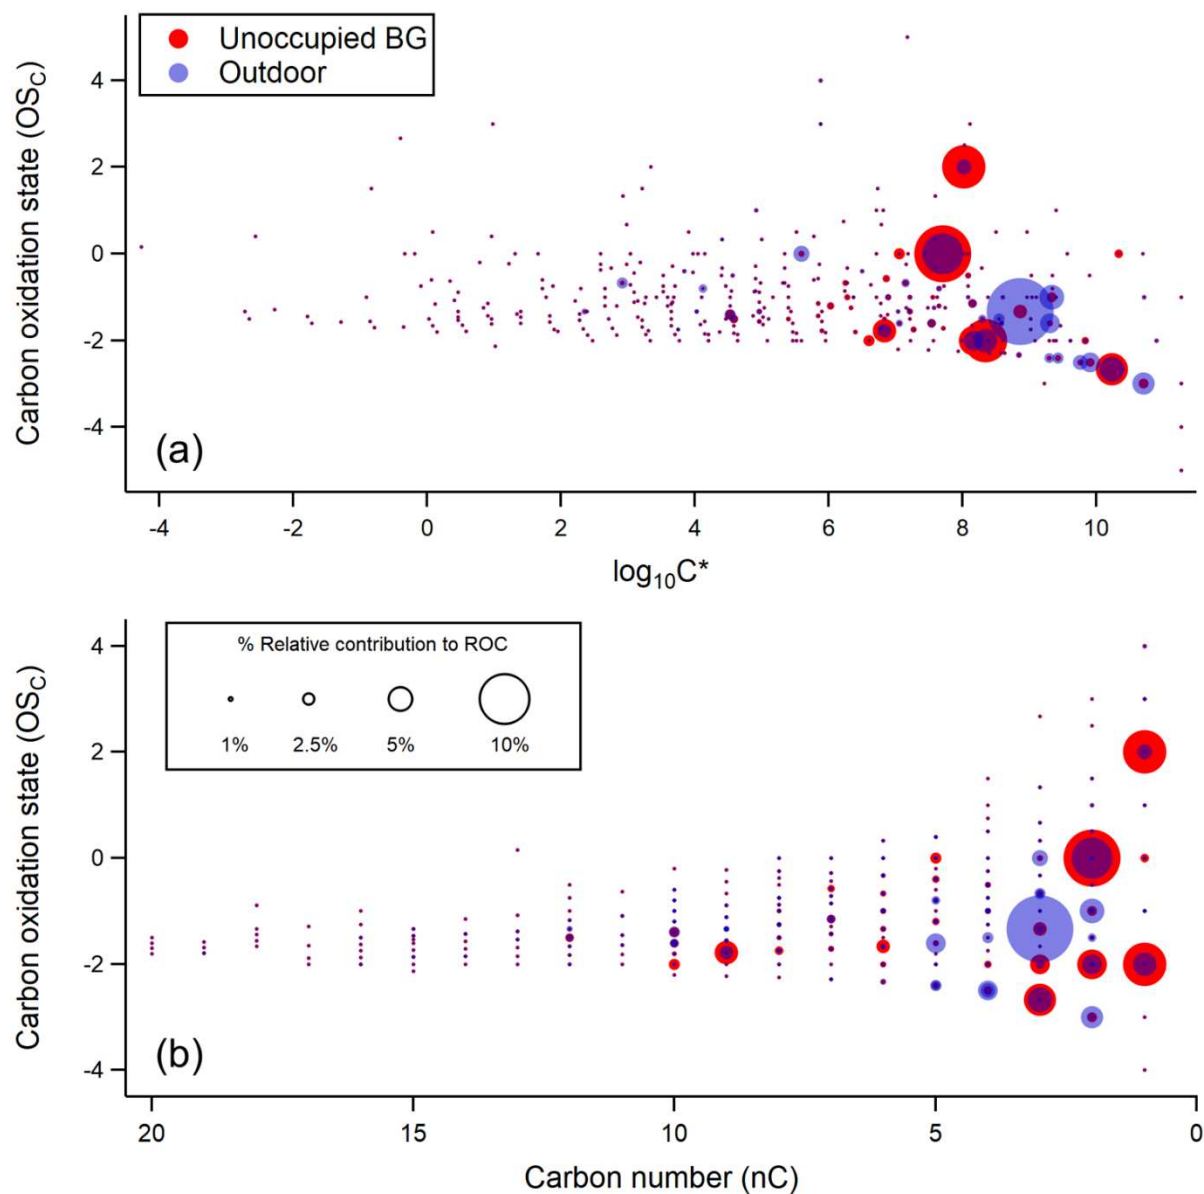 Unoccupied BG
Outdoor
Carbon oxidation state (OSC)
4
2
0
-2
-4
(a)
-4 -2 0 2 4 6 8 10
log10C*
% Relative contribution to ROC
1% 2.5% 5% 10%
Carbon oxidation state (OSC)
4
2
0
-2
-4
(b)
20 15 10 5 0
Carbon number (nC)